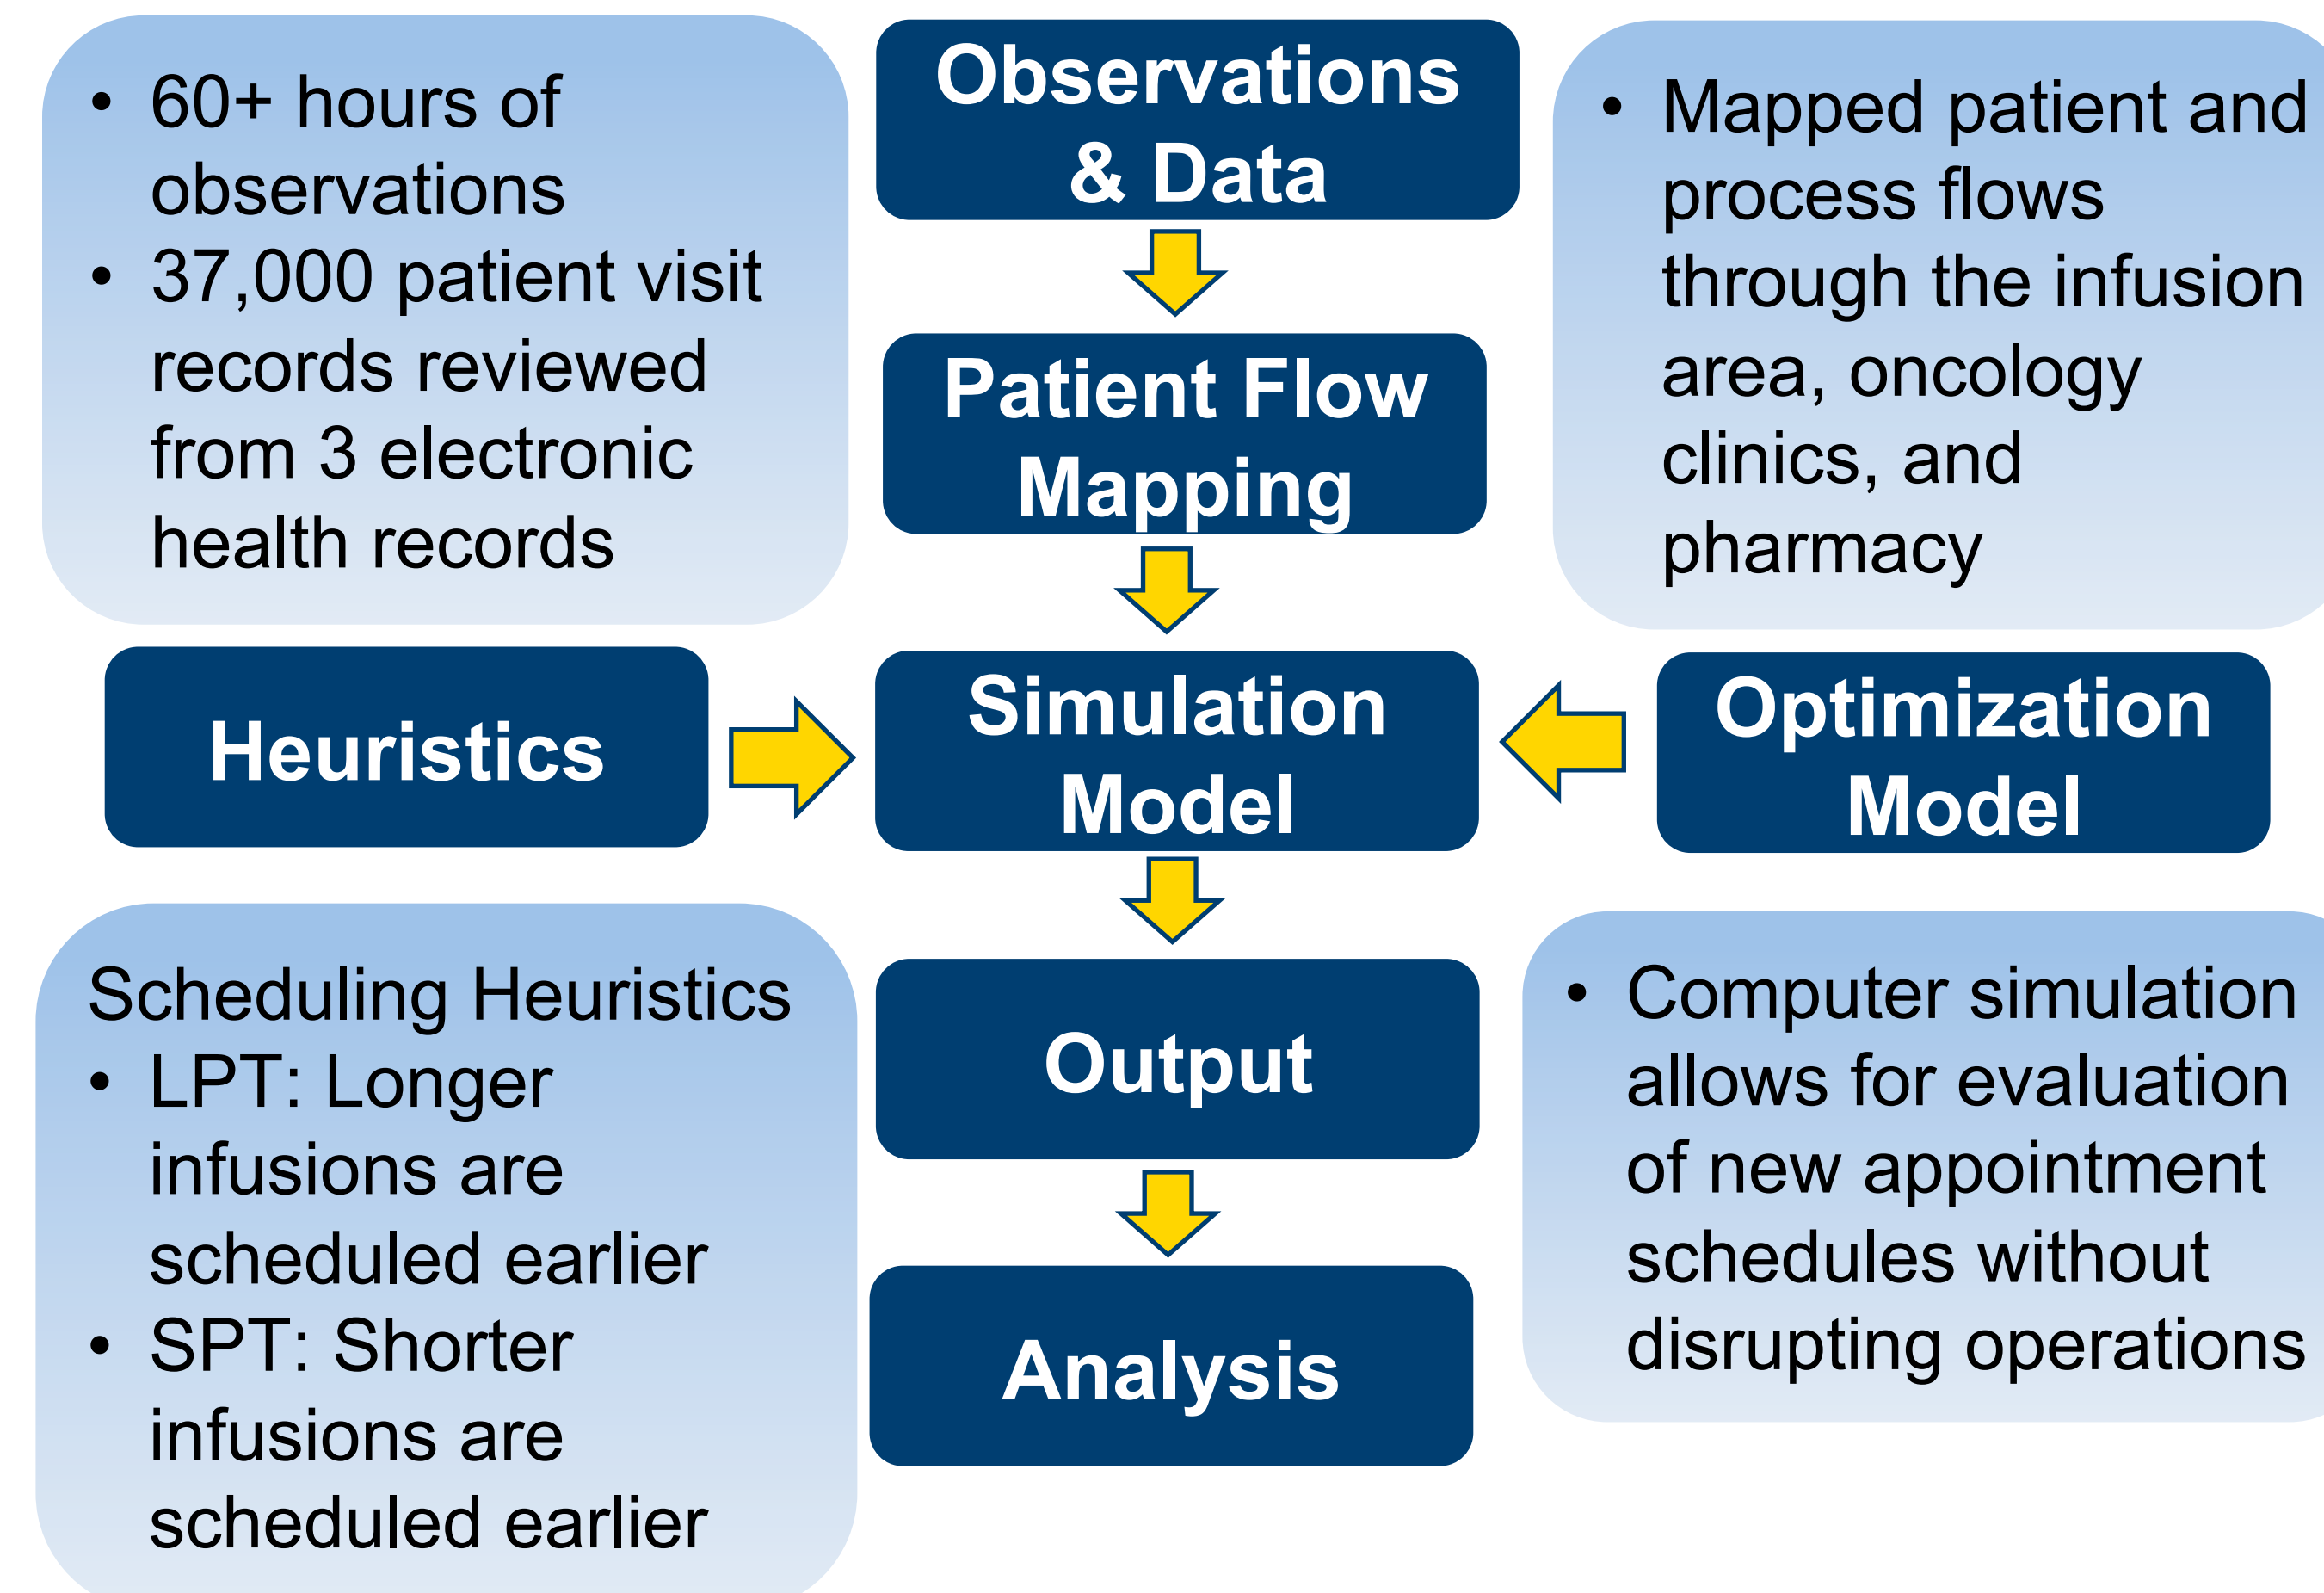 • 60+ hours of
observations
• 37,000 patient visit
records reviewed
from 3 electronic
health records
Observations
& Data
• Mapped patient and
process flows
through the infusion
area, oncology
clinics, and
pharmacy
Patient Flow
Mapping
Heuristics
Simulation
Model
Optimization
Model
Scheduling Heuristics
• LPT: Longer
infusions are
scheduled earlier
• SPT: Shorter
infusions are
scheduled earlier
Output
• Computer simulation
allows for evaluation
of new appointment
schedules without
disrupting operations
Analysis